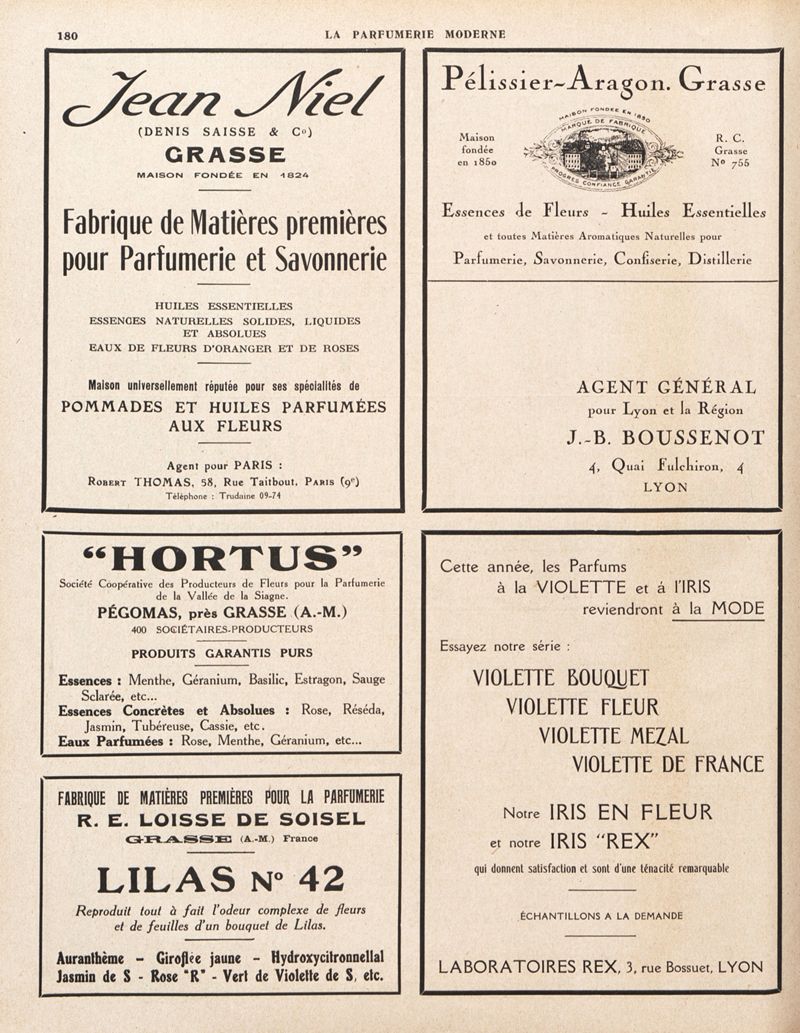 180
LA PARFUMERIE MODERNE
Jean Niel
(DENIS SAISSE & Cº)
GRASSE
MAISON FONDÉE EN 1824
Fabrique de Matières premières
pour Parfumerie et Savonnerie
HUILES ESSENTIELLES
ESSENCES NATURELLES SOLIDES, LIQUIDES
ET ABSOLUES
EAUX DE FLEURS D'ORANGER ET DE ROSES
Maison universellement réputée pour ses spécialités de
POMMADES ET HUILES PARFUMÉES
AUX FLEURS
Agent pour PARIS :
ROBERT THOMAS, 58, Rue Taitbout, PARIS (9e)
Téléphone : Trudaine 09-74
Pélissier-Aragon. Grasse
Maison
fondée
en 1850
MAISON FONDÉE EN 1850
MARQUE DE FABRIQUE
PROGRÈS CONFIANCE GARANTIE
R. C.
Grasse
Nº 755
Essences de Fleurs - Huiles Essentielles
et toutes Matières Aromatiques Naturelles pour
Parfumerie, Savonnerie, Confiserie, Distillerie
AGENT GÉNÉRAL
pour Lyon et la Région
J.-B. BOUSSENOT
4, Quai Fulchiron, 4
LYON
"HORTUS"
Société Coopérative des Producteurs de Fleurs pour la Parfumerie
de la Vallée de la Siagne.
PÉGOMAS, près GRASSE (A.-M.)
400 SOCIÉTAIRES-PRODUCTEURS
PRODUITS GARANTIS PURS
Essences : Menthe, Géranium, Basilic, Estragon, Sauge
Sclarée, etc...
Essences Concrètes et Absolues : Rose, Réséda,
Jasmin, Tubéreuse, Cassie, etc.
Eaux Parfumées : Rose, Menthe, Géranium, etc...
FABRIQUE DE MATIÈRES PREMIÈRES POUR LA PARFUMERIE
R. E. LOISSE DE SOISEL
GRASSE (A.-M.) France
LILAS Nº 42
Reproduit tout à fait l'odeur complexe de fleurs
et de feuilles d'un bouquet de Lilas.
Auranthème - Giroflée jaune - Hydroxycitronnellal
Jasmin de S - Rose "R" - Vert de Violette de S, etc.
Cette année, les Parfums
à la VIOLETTE et á l'IRIS
reviendront à la MODE
Essayez notre série :
VIOLETTE BOUQUET
VIOLETTE FLEUR
VIOLETTE MEZAL
VIOLETTE DE FRANCE
Notre IRIS EN FLEUR
et notre IRIS "REX"
qui donnent satisfaction et sont d'une ténacité remarquable
ÉCHANTILLONS A LA DEMANDE
LABORATOIRES REX, 3, rue Bossuet, LYON